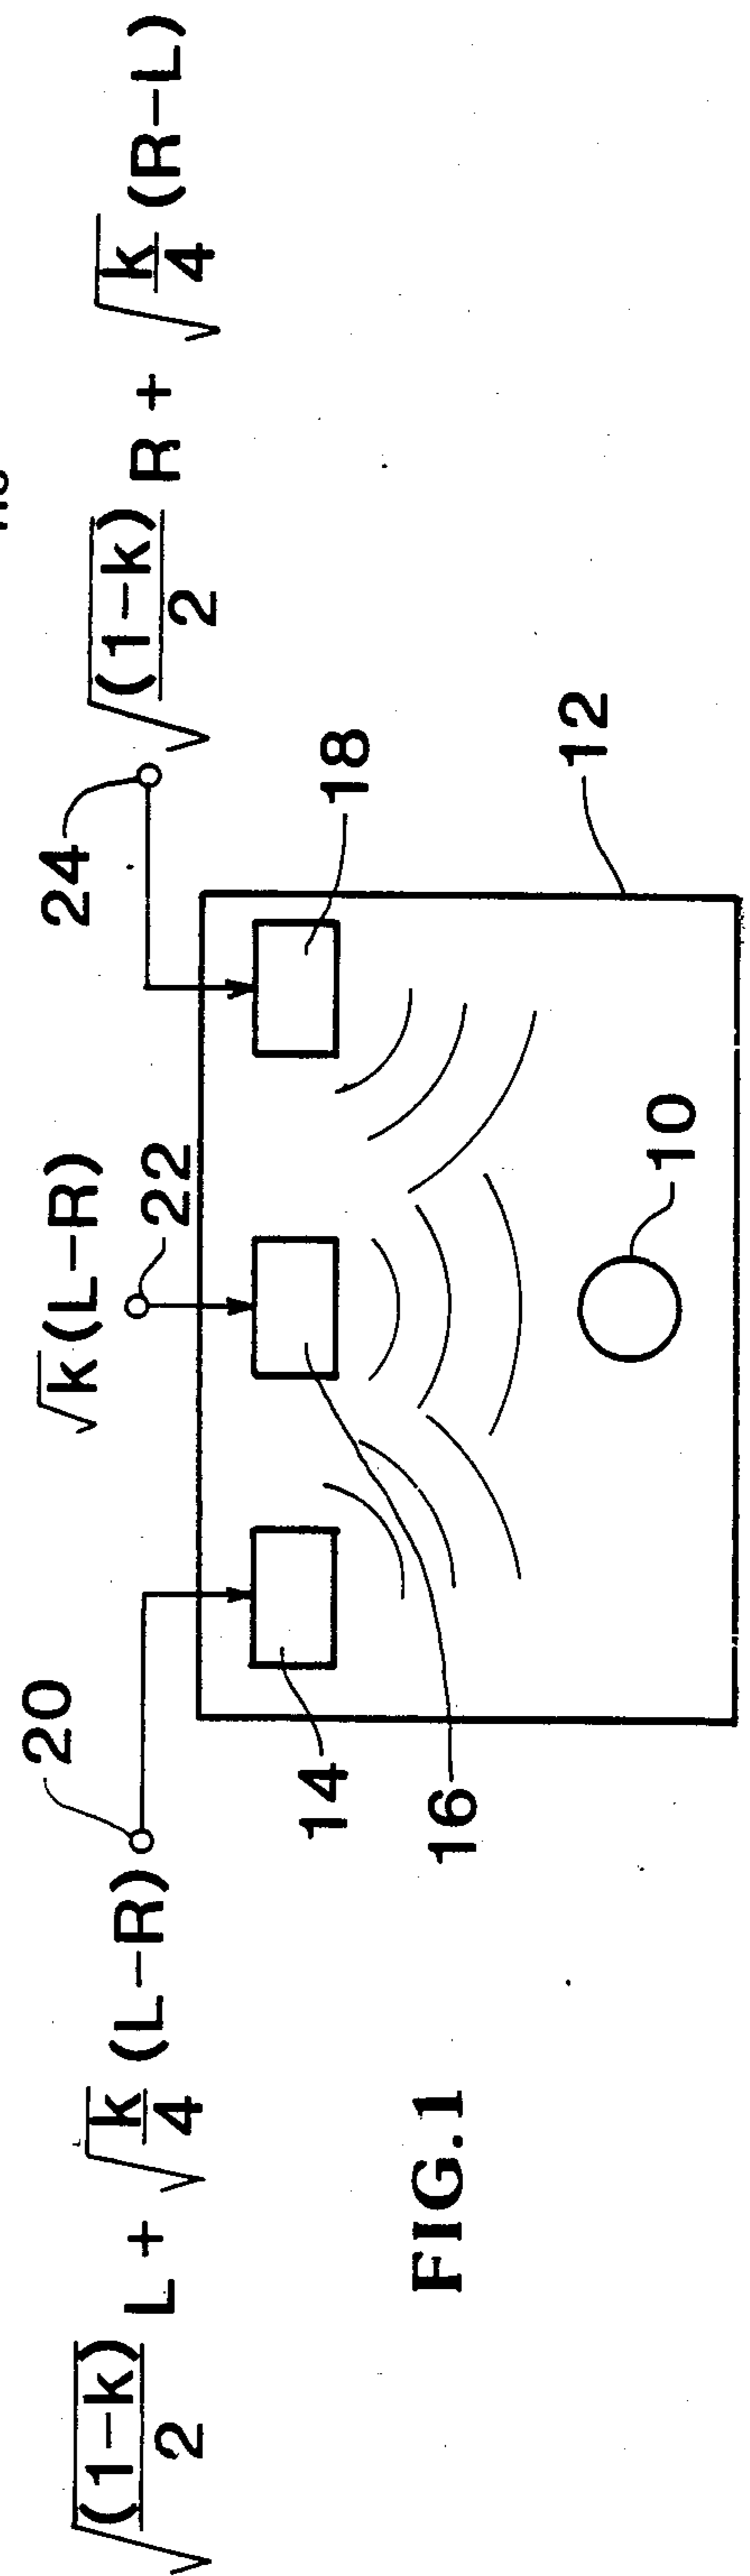 √((1-k)/2) L + √(k/4) (L-R)
20
√k (L-R)
22
24
√((1-k)/2) R + √(k/4) (R-L)
14
16
18
12
10
FIG.1